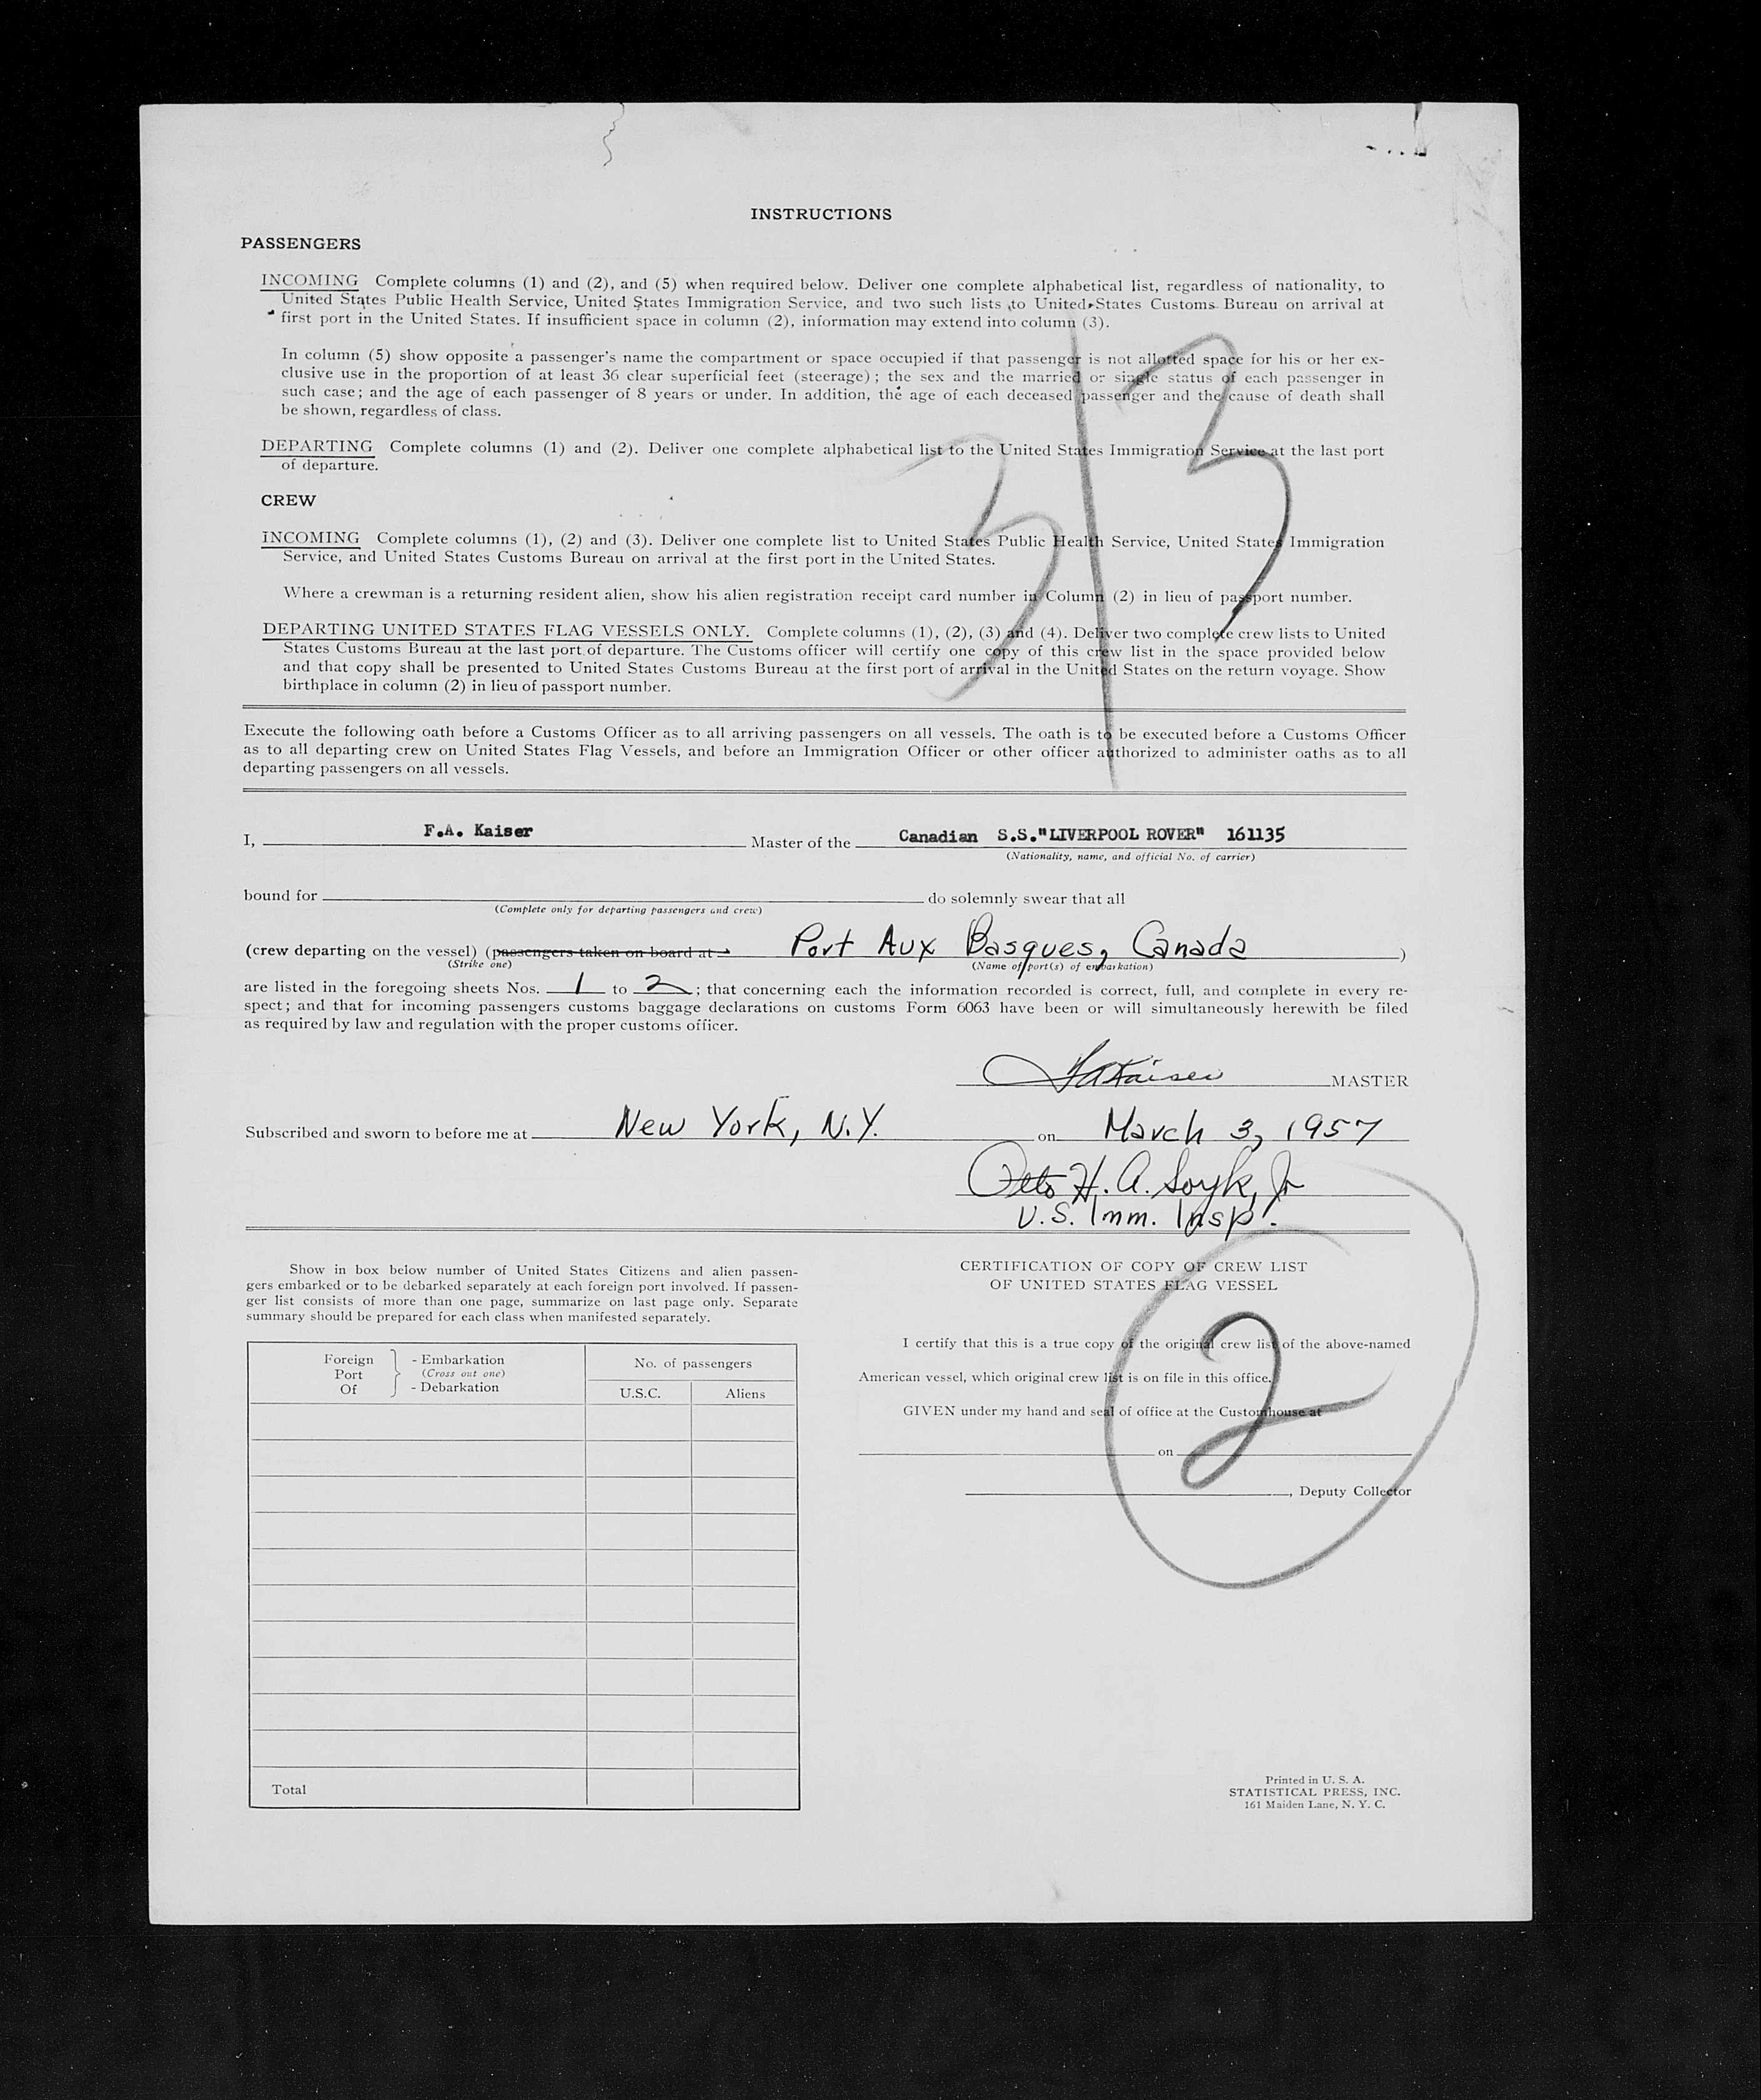 INSTRUCTIONS
PASSENGERS
INCOMING Complete columns (1) and (2), and (5) when required below. Deliver one complete alphabetical list, regardless of nationality, to
United States Public Health Service, United States Immigration Service, and two such lists to United States Customs Bureau on arrival at
first port in the United States. If insufficient space in column (2), information may extend into column (3).
In column (5) show opposite a passenger's name the compartment or space occupied if that passenger is not allotted space for his or her ex-
clusive use in the proportion of at least 36 clear superficial feet (steerage); the sex and the married or single status of each passenger in
such case; and the age of each passenger of 8 years or under. In addition, the age of each deceased passenger and the cause of death shall
be shown, regardless of class.
DEPARTING Complete columns (1) and (2). Deliver one complete alphabetical list to the United States Immigration Service at the last port
of departure.
CREW
INCOMING Complete columns (1), (2) and (3). Deliver one complete list to United States Public Health Service, United States Immigration
Service, and United States Customs Bureau on arrival at the first port in the United States.
Where a crewman is a returning resident alien, show his alien registration receipt card number in Column (2) in lieu of passport number.
DEPARTING UNITED STATES FLAG VESSELS ONLY. Complete columns (1), (2), (3) and (4). Deliver two complete crew lists to United
States Customs Bureau at the last port of departure. The Customs officer will certify one copy of this crew list in the space provided below
and that copy shall be presented to United States Customs Bureau at the first port of arrival in the United States on the return voyage. Show
birthplace in column (2) in lieu of passport number.
3/3
Execute the following oath before a Customs Officer as to all arriving passengers on all vessels. The oath is to be executed before a Customs Officer
as to all departing crew on United States Flag Vessels, and before an Immigration Officer or other officer authorized to administer oaths as to all
departing passengers on all vessels.
I, F.A. Kaiser Master of the Canadian S.S."LIVERPOOL ROVER" 161135
(Nationality, name, and official No. of carrier)
bound for do solemnly swear that all
(Complete only for departing passengers and crew)
(crew departing on the vessel) (passengers taken on board at Port Aux Basques, Canada )
(Strike one) (Name of port(s) of embarkation)
are listed in the foregoing sheets Nos. 1 to 2; that concerning each the information recorded is correct, full, and complete in every re-
spect; and that for incoming passengers customs baggage declarations on customs Form 6063 have been or will simultaneously herewith be filed
as required by law and regulation with the proper customs officer.
FA Kaiser MASTER
Subscribed and sworn to before me at New York, N.Y. on March 3, 1957
Otto H. A. Soyk, Jr
U.S. Imm. Insp.
Show in box below number of United States Citizens and alien passen-
gers embarked or to be debarked separately at each foreign port involved. If passen-
ger list consists of more than one page, summarize on last page only. Separate
summary should be prepared for each class when manifested separately.
Foreign Port Of
- Embarkation
(Cross out one)
- Debarkation
No. of passengers
U.S.C. Aliens
Total
CERTIFICATION OF COPY OF CREW LIST
OF UNITED STATES FLAG VESSEL
I certify that this is a true copy of the original crew list of the above-named
American vessel, which original crew list is on file in this office.
GIVEN under my hand and seal of office at the Customhouse at
on
, Deputy Collector
2
Printed in U. S. A.
STATISTICAL PRESS, INC.
161 Maiden Lane, N. Y. C.